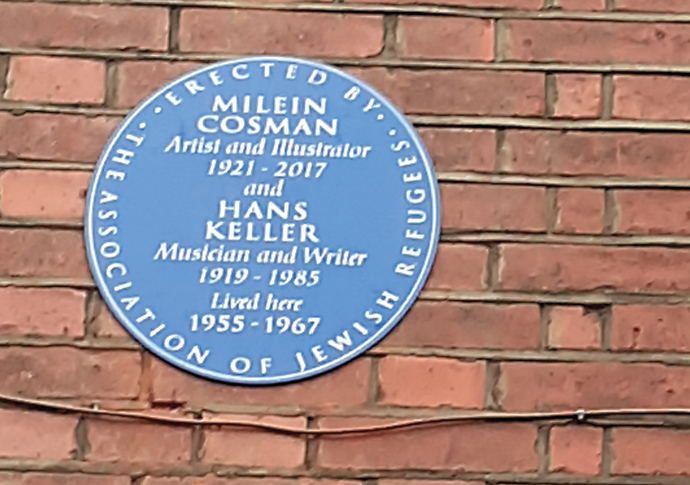 ERECTED BY
MILEIN
COSMAN
Artist and Illustrator
1921 - 2017
and
HANS
KELLER
Musician and Writer
1919 - 1985
Lived here
1955 - 1967
THE ASSOCIATION OF JEWISH REFUGEES